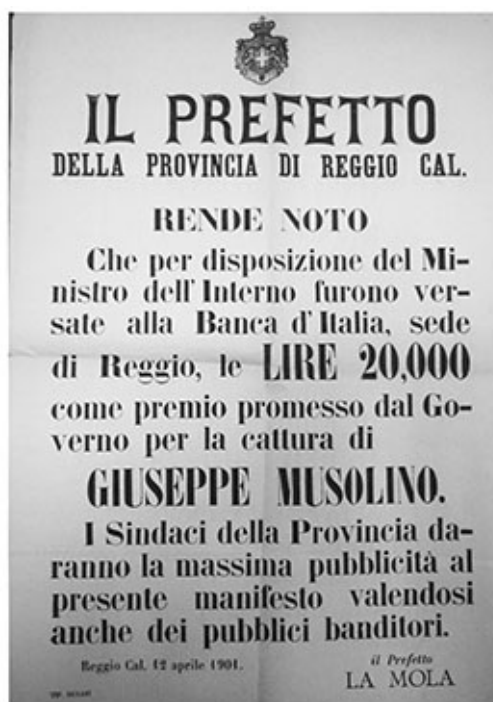 IL PREFETTO
DELLA PROVINCIA DI REGGIO CAL.
RENDE NOTO
Che per disposizione del Mi-
nistro dell'Interno furono ver-
sate alla Banca d'Italia, sede
di Reggio, le LIRE 20,000
come premio promesso dal Go-
verno per la cattura di
GIUSEPPE MUSOLINO.
I Sindaci della Provincia da-
ranno la massima pubblicità al
presente manifesto valendosi
anche dei pubblici banditori.
Reggio Cal. 12 aprile 1901.
il Prefetto
LA MOLA